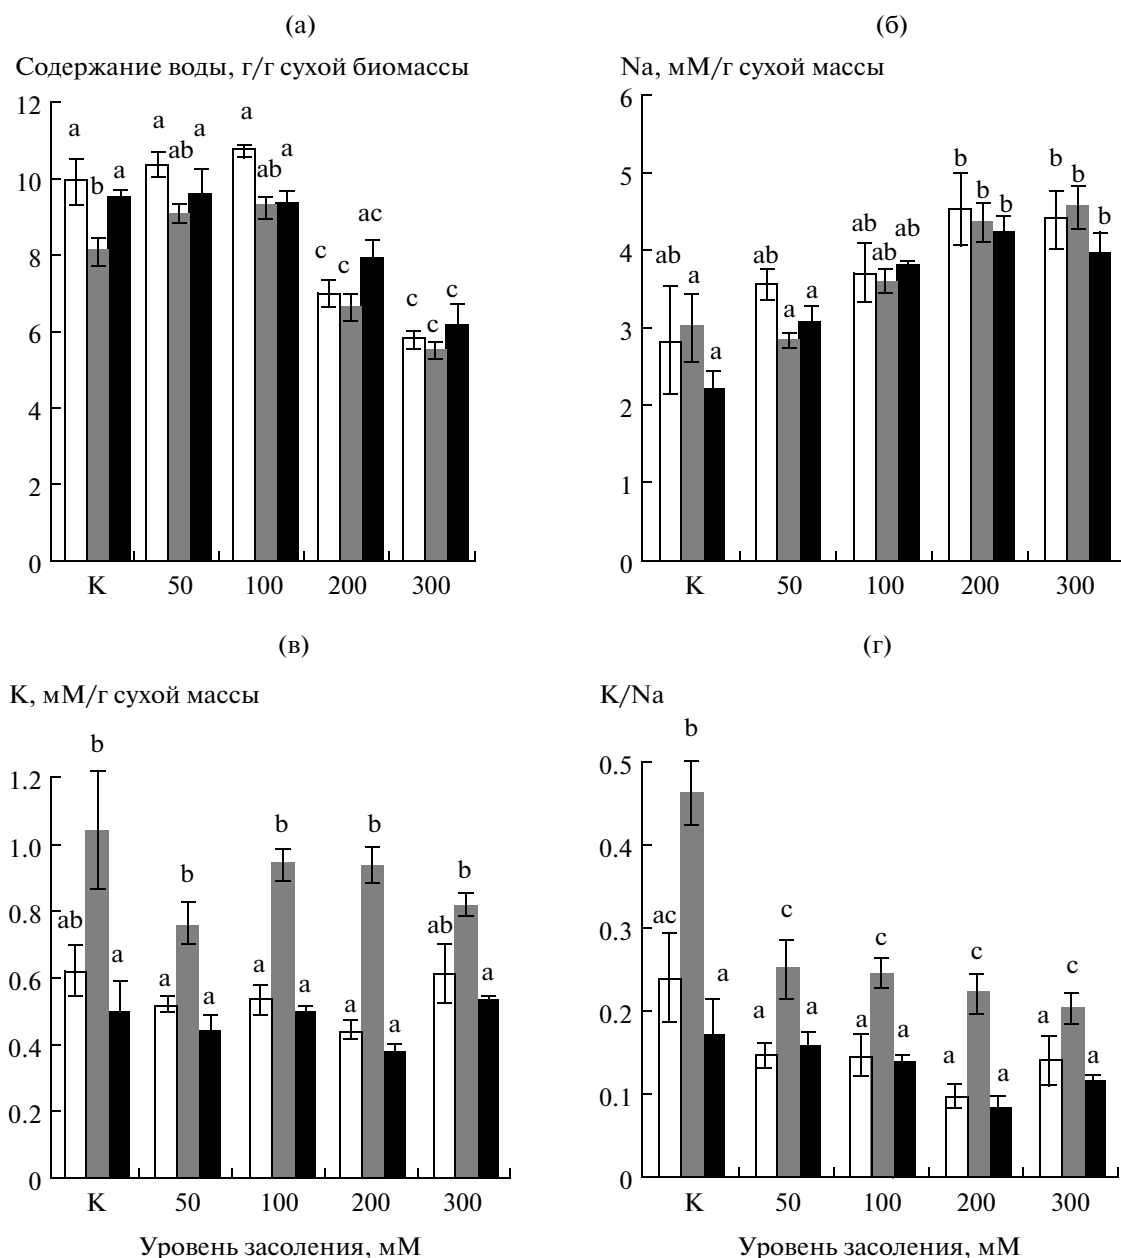 (а)
Содержание воды, г/г сухой биомассы
12
10
8
6
4
2
0
a
b
a
a
ab
a
a
ab
a
c
c
ac
c
c
c
K
50
100
200
300
(б)
Na, мМ/г сухой массы
6
5
4
3
2
1
0
ab
a
a
ab
a
a
ab
ab
ab
b
b
b
b
b
b
K
50
100
200
300
(в)
K, мМ/г сухой массы
1.2
1.0
0.8
0.6
0.4
0.2
0
ab
b
a
a
b
a
a
b
a
a
b
a
ab
b
a
K
50
100
200
300
Уровень засоления, мМ
(г)
K/Na
0.5
0.4
0.3
0.2
0.1
0
ac
b
a
a
c
a
a
c
a
a
c
a
a
c
a
K
50
100
200
300
Уровень засоления, мМ